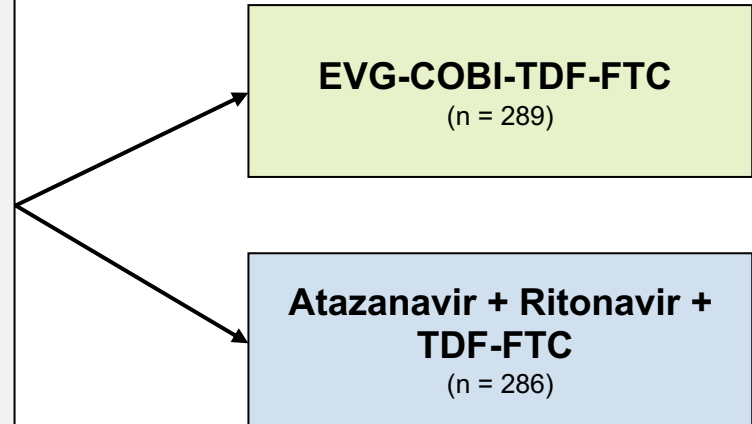 EVG-COBI-TDF-FTC
(n = 289)
Atazanavir + Ritonavir +
TDF-FTC
(n = 286)